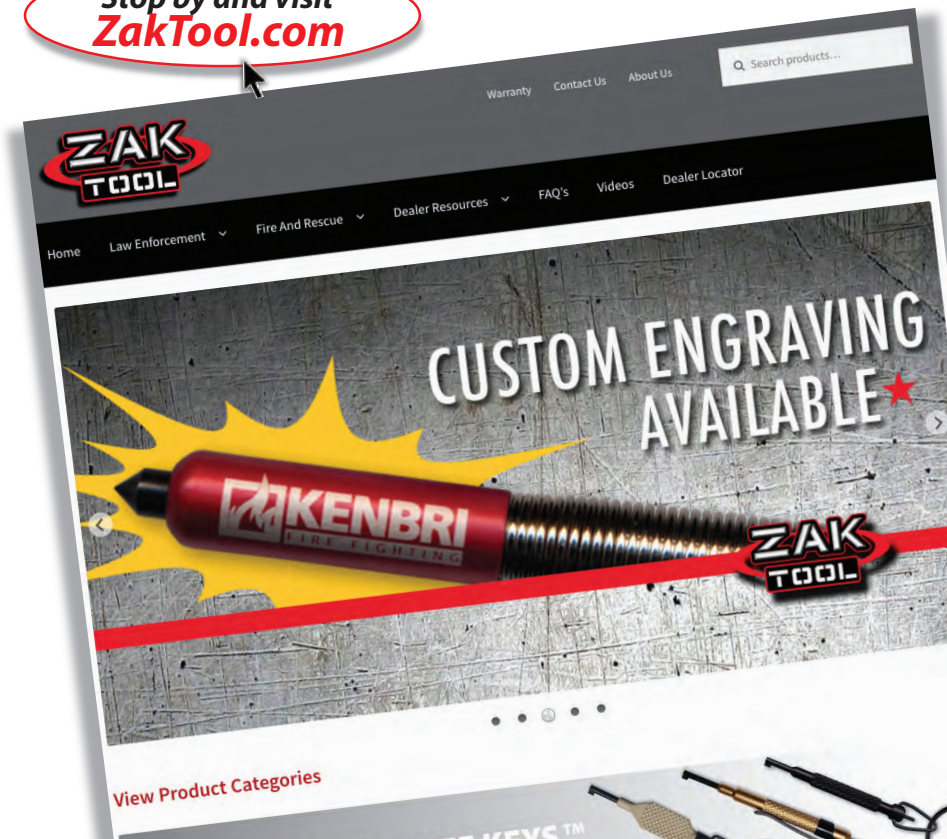 Stop by and visit
ZakTool.com
Warranty Contact Us About Us Search products...
ZAK
TOOL
Home Law Enforcement Fire And Rescue Dealer Resources FAQ's Videos Dealer Locator
CUSTOM ENGRAVING
AVAILABLE
KENBRI
FIRE-FIGHTING
ZAK
TOOL
View Product Categories
KEYS ™